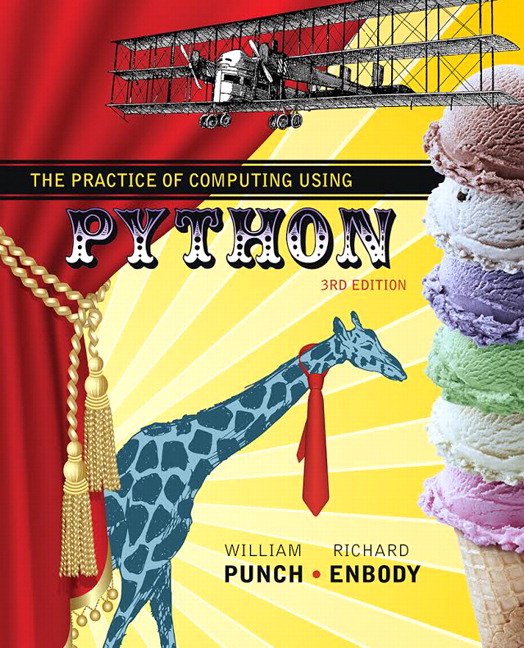 THE PRACTICE OF COMPUTING USING
PYTHON
3RD EDITION
WILLIAM RICHARD
PUNCH • ENBODY